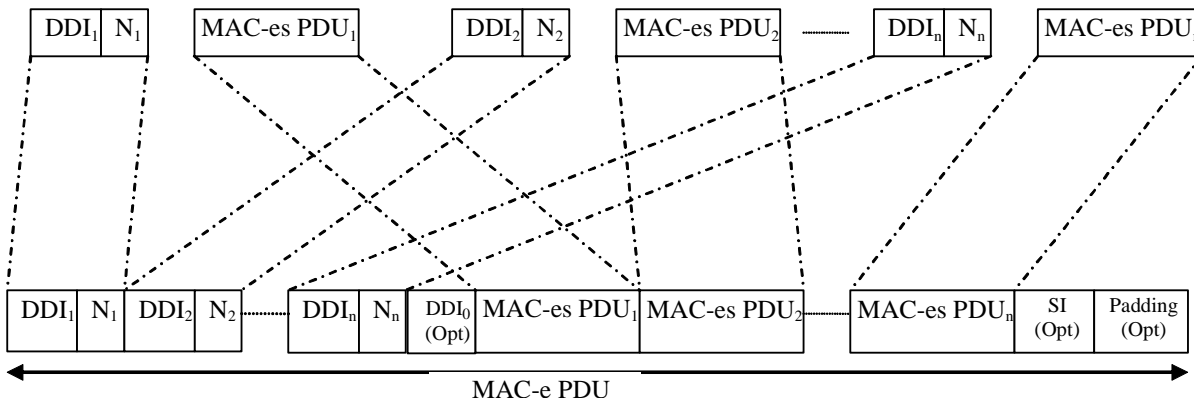 DDI₁ N₁ MAC-es PDU₁ DDI₂ N₂ MAC-es PDU₂ DDIₙ Nₙ MAC-es PDU
DDI₁ N₁ DDI₂ N₂ DDIₙ Nₙ DDI₀ (Opt) MAC-es PDU₁ MAC-es PDU₂ MAC-es PDUₙ SI (Opt) Padding (Opt)
MAC-e PDU